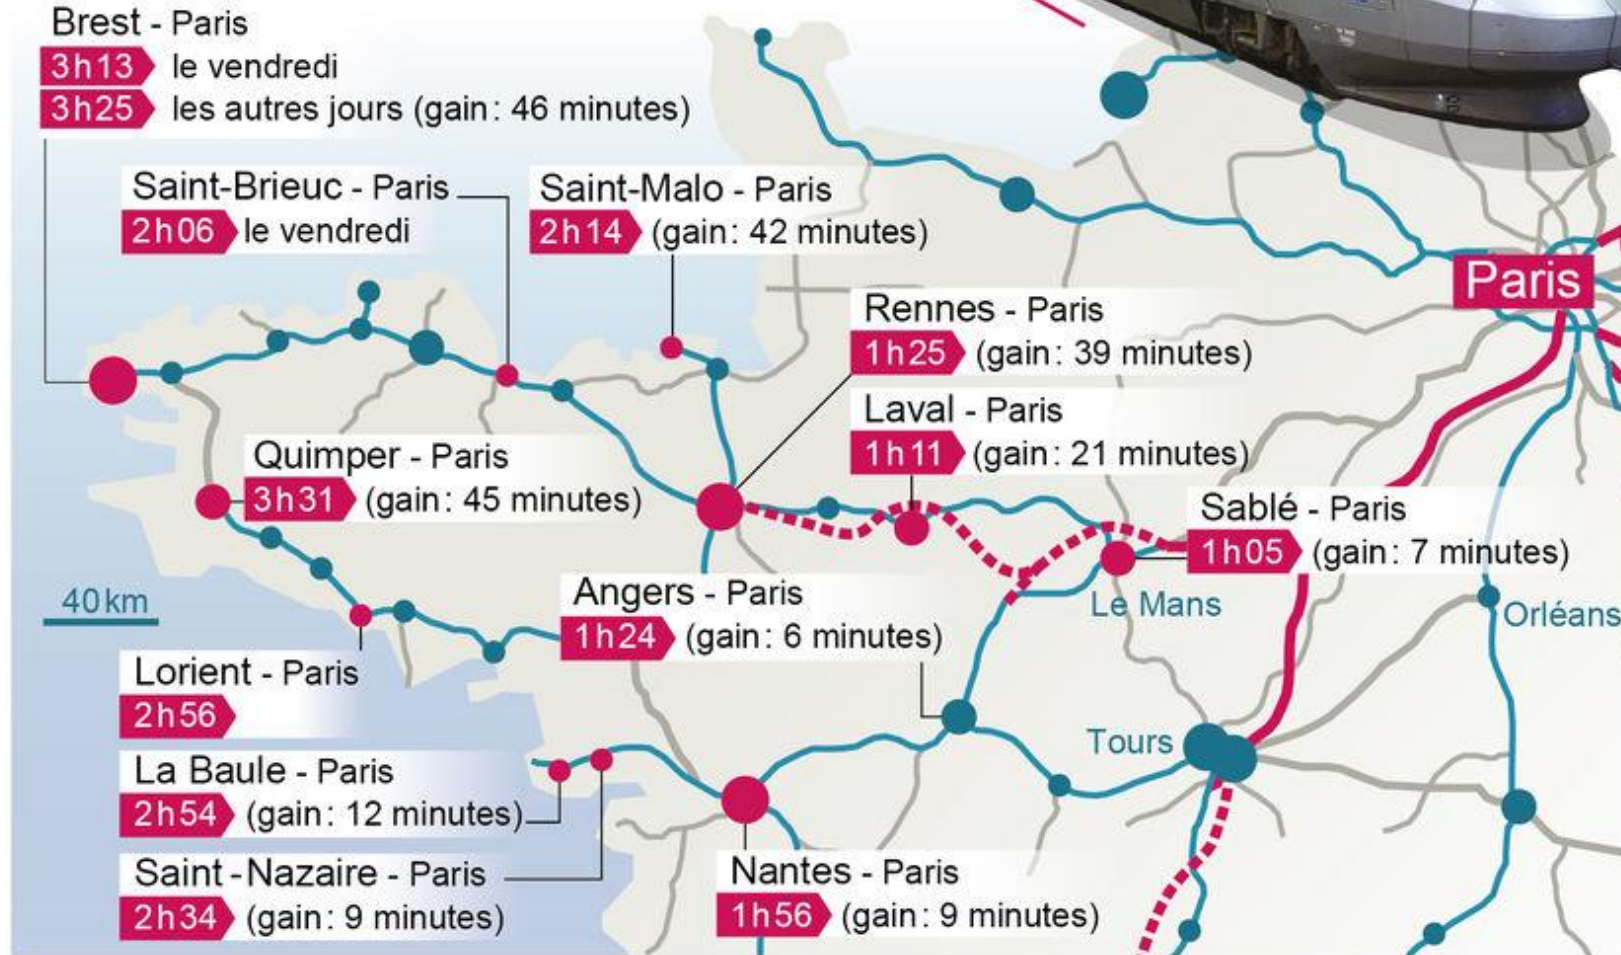 Brest - Paris
3h13 le vendredi
3h25 les autres jours (gain : 46 minutes)
Saint-Brieuc - Paris
2h06 le vendredi
Saint-Malo - Paris
2h14 (gain : 42 minutes)
Paris
Rennes - Paris
1h25 (gain : 39 minutes)
Laval - Paris
1h11 (gain : 21 minutes)
Quimper - Paris
3h31 (gain : 45 minutes)
Sablé - Paris
1h05 (gain : 7 minutes)
40 km
Angers - Paris
1h24 (gain : 6 minutes)
Le Mans
Orléans
Lorient - Paris
2h56
Tours
La Baule - Paris
2h54 (gain : 12 minutes)
Saint-Nazaire - Paris
2h34 (gain : 9 minutes)
Nantes - Paris
1h56 (gain : 9 minutes)